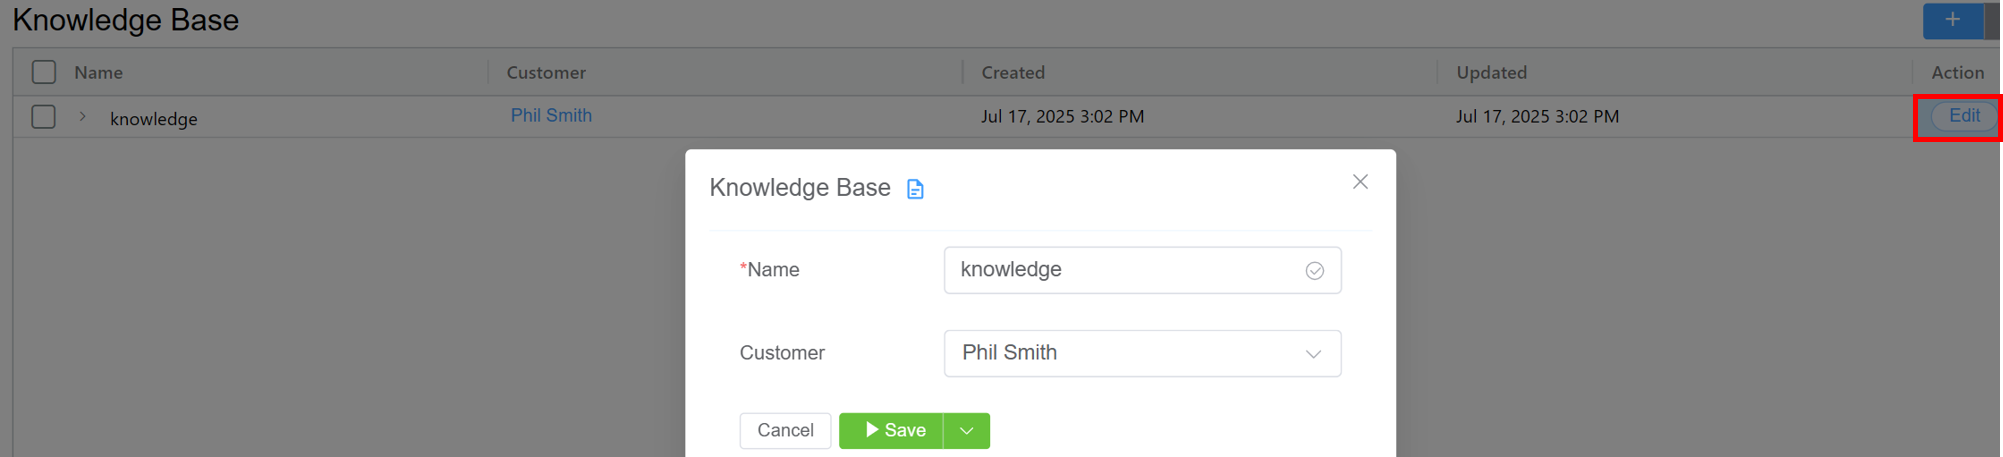 Knowledge Base
+
Name Customer Created Updated Action
knowledge Phil Smith Jul 17, 2025 3:02 PM Jul 17, 2025 3:02 PM Edit
Knowledge Base
*Name knowledge
Customer Phil Smith
Cancel Save